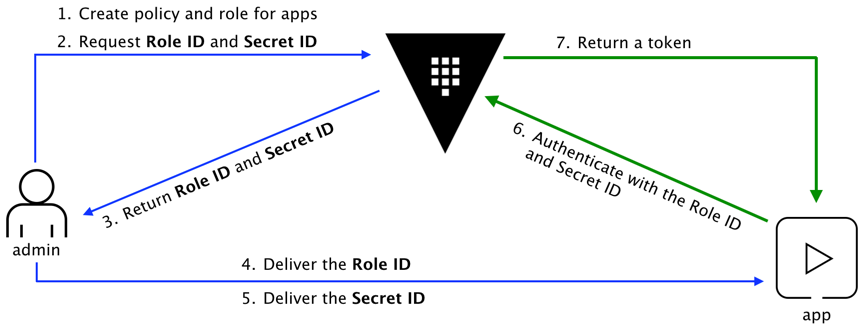 1. Create policy and role for apps
2. Request Role ID and Secret ID
7. Return a token
3. Return Role ID and Secret ID
6. Authenticate with the Role ID
and Secret ID
admin
4. Deliver the Role ID
5. Deliver the Secret ID
app